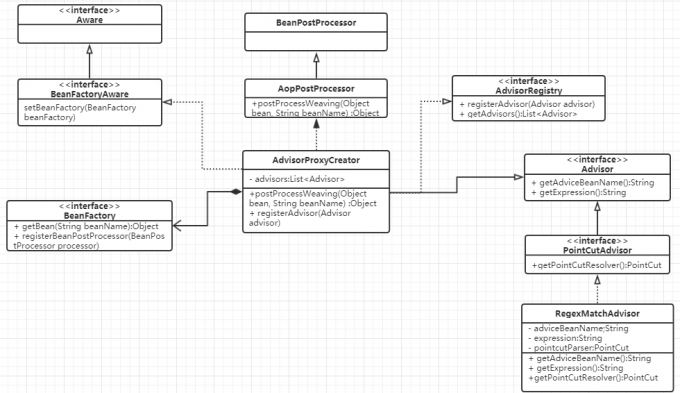 <<interface>>
Aware
<<interface>>
BeanFactoryAware
setBeanFactory(BeanFactory
beanFactory)
BeanPostProcessor
AopPostProcessor
+postProcessWeaving(Object
bean, String beanName) :Object
<<interface>>
AdvisorRegistry
+ registerAdvisor(Advisor advisor)
+ getAdvisors():List<Advisor>
AdvisorProxyCreator
- advisors:List<Advisor>
+postProcessWeaving(Object
bean, String beanName) :Object
+ registerAdvisor(Advisor
advisor)
<<interface>>
BeanFactory
+ getBean(String beanName):Object
+ registerBeanPostProcessor(BeanPos
tProcessor processor)
<<interface>>
Advisor
+ getAdviceBeanName():String
+ getExpression():String
<<interface>>
PointCutAdvisor
+getPointCutResolver():PointCut
RegexMatchAdvisor
- adviceBeanName;String
- expression:String
- pointcutParser:PointCut
+ getAdviceBeanName():String
+ getExpression():String
+getPointCutResolver():PointCut